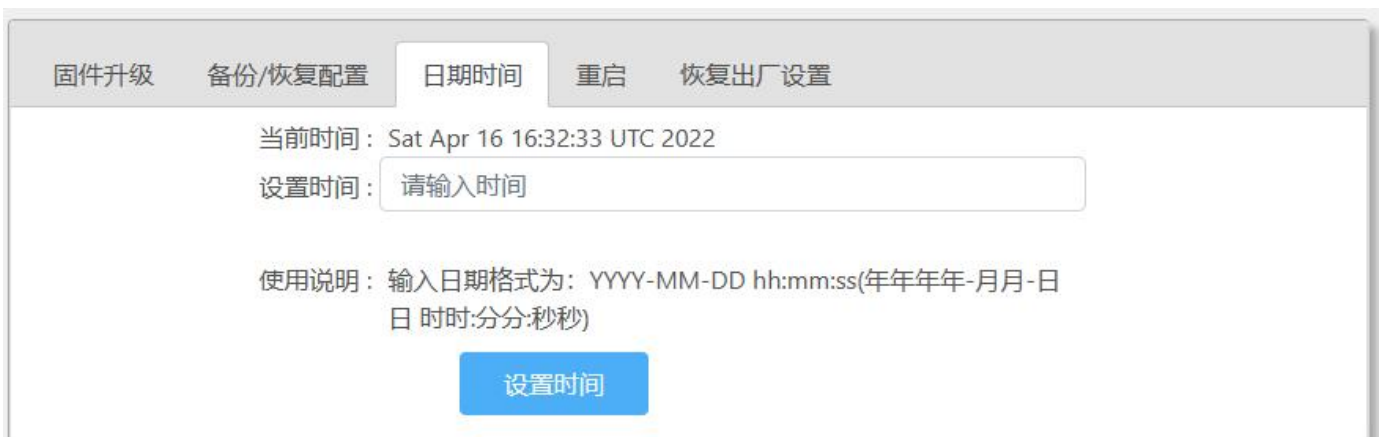 固件升级 备份/恢复配置 日期时间 重启 恢复出厂设置
当前时间: Sat Apr 16 16:32:33 UTC 2022
设置时间: 请输入时间
使用说明: 输入日期格式为：YYYY-MM-DD hh:mm:ss(年年年年-月月-日
日 时时:分分:秒秒)
设置时间